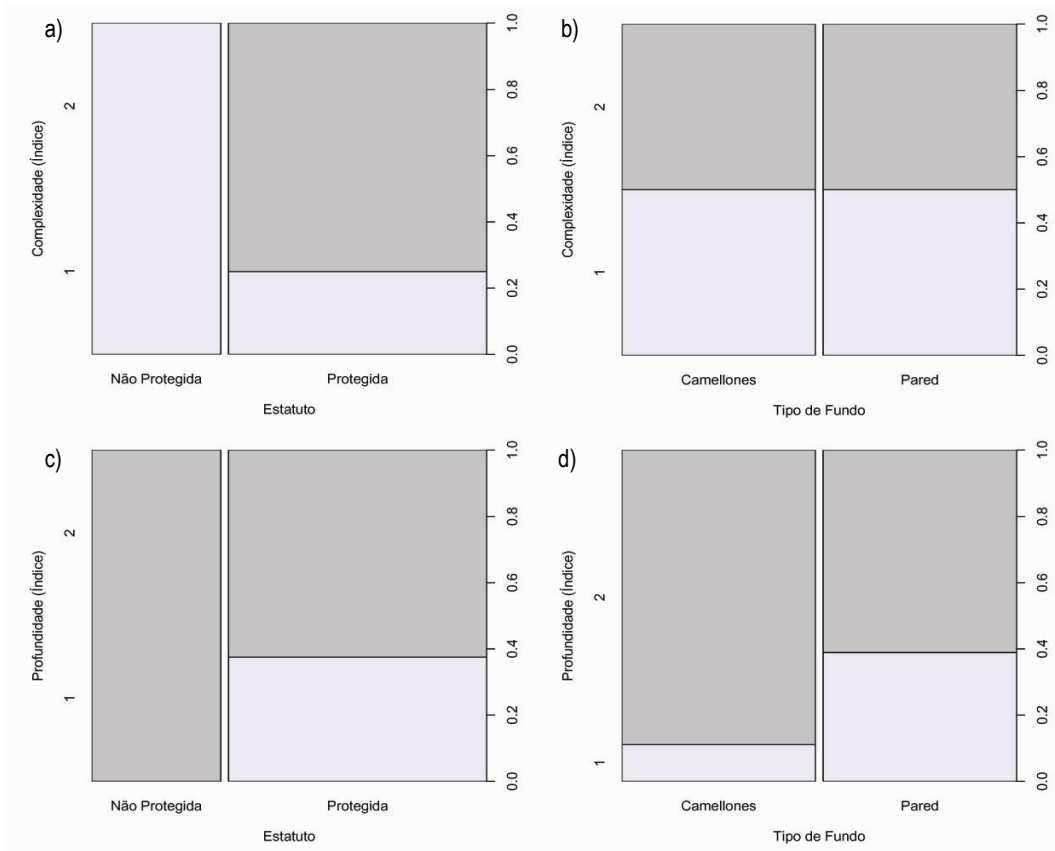 a)
Complexidade (Índice)
2
1
1.0
0.8
0.6
0.4
0.2
0.0
Não Protegida
Protegida
Estatuto
b)
Complexidade (Índice)
2
1
1.0
0.8
0.6
0.4
0.2
0.0
Camellones
Pared
Tipo de Fundo
c)
Profundidade (Índice)
2
1
1.0
0.8
0.6
0.4
0.2
0.0
Não Protegida
Protegida
Estatuto
d)
Profundidade (Índice)
2
1
1.0
0.8
0.6
0.4
0.2
0.0
Camellones
Pared
Tipo de Fundo